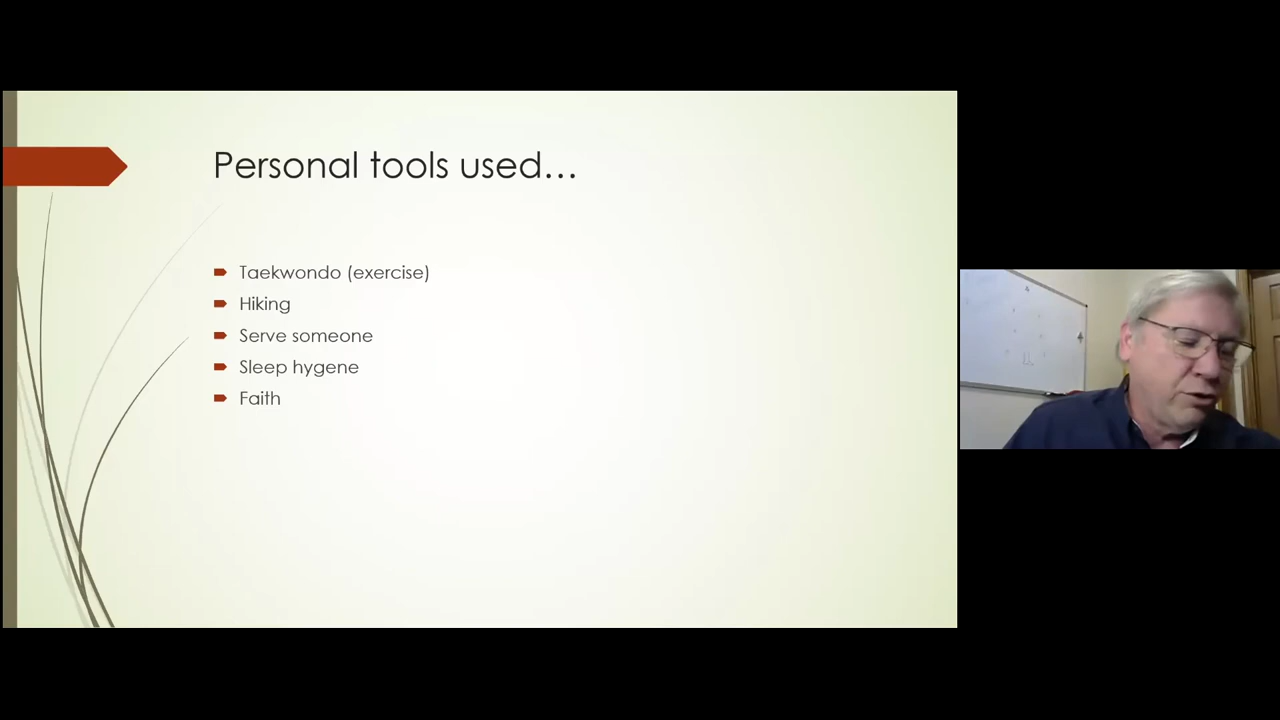 Personal tools used...
Taekwondo (exercise)
Hiking
Serve someone
Sleep hygene
Faith